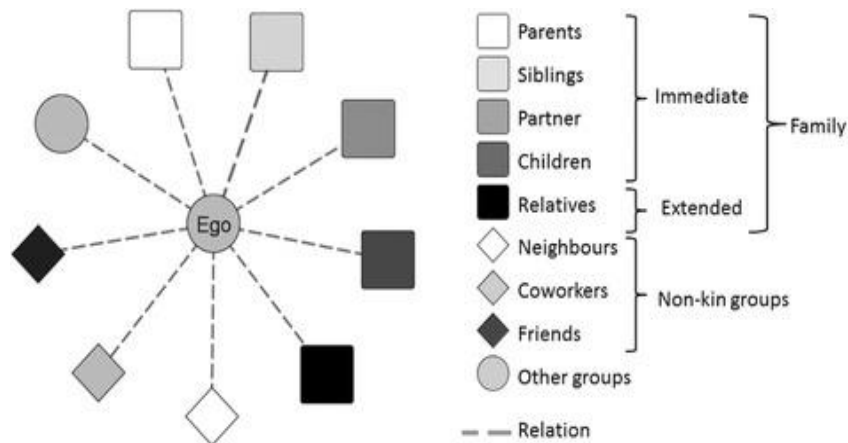 Ego
Parents
Siblings
Partner
Children
Immediate
Relatives
Extended
Family
Neighbours
Coworkers
Friends
Non-kin groups
Other groups
Relation